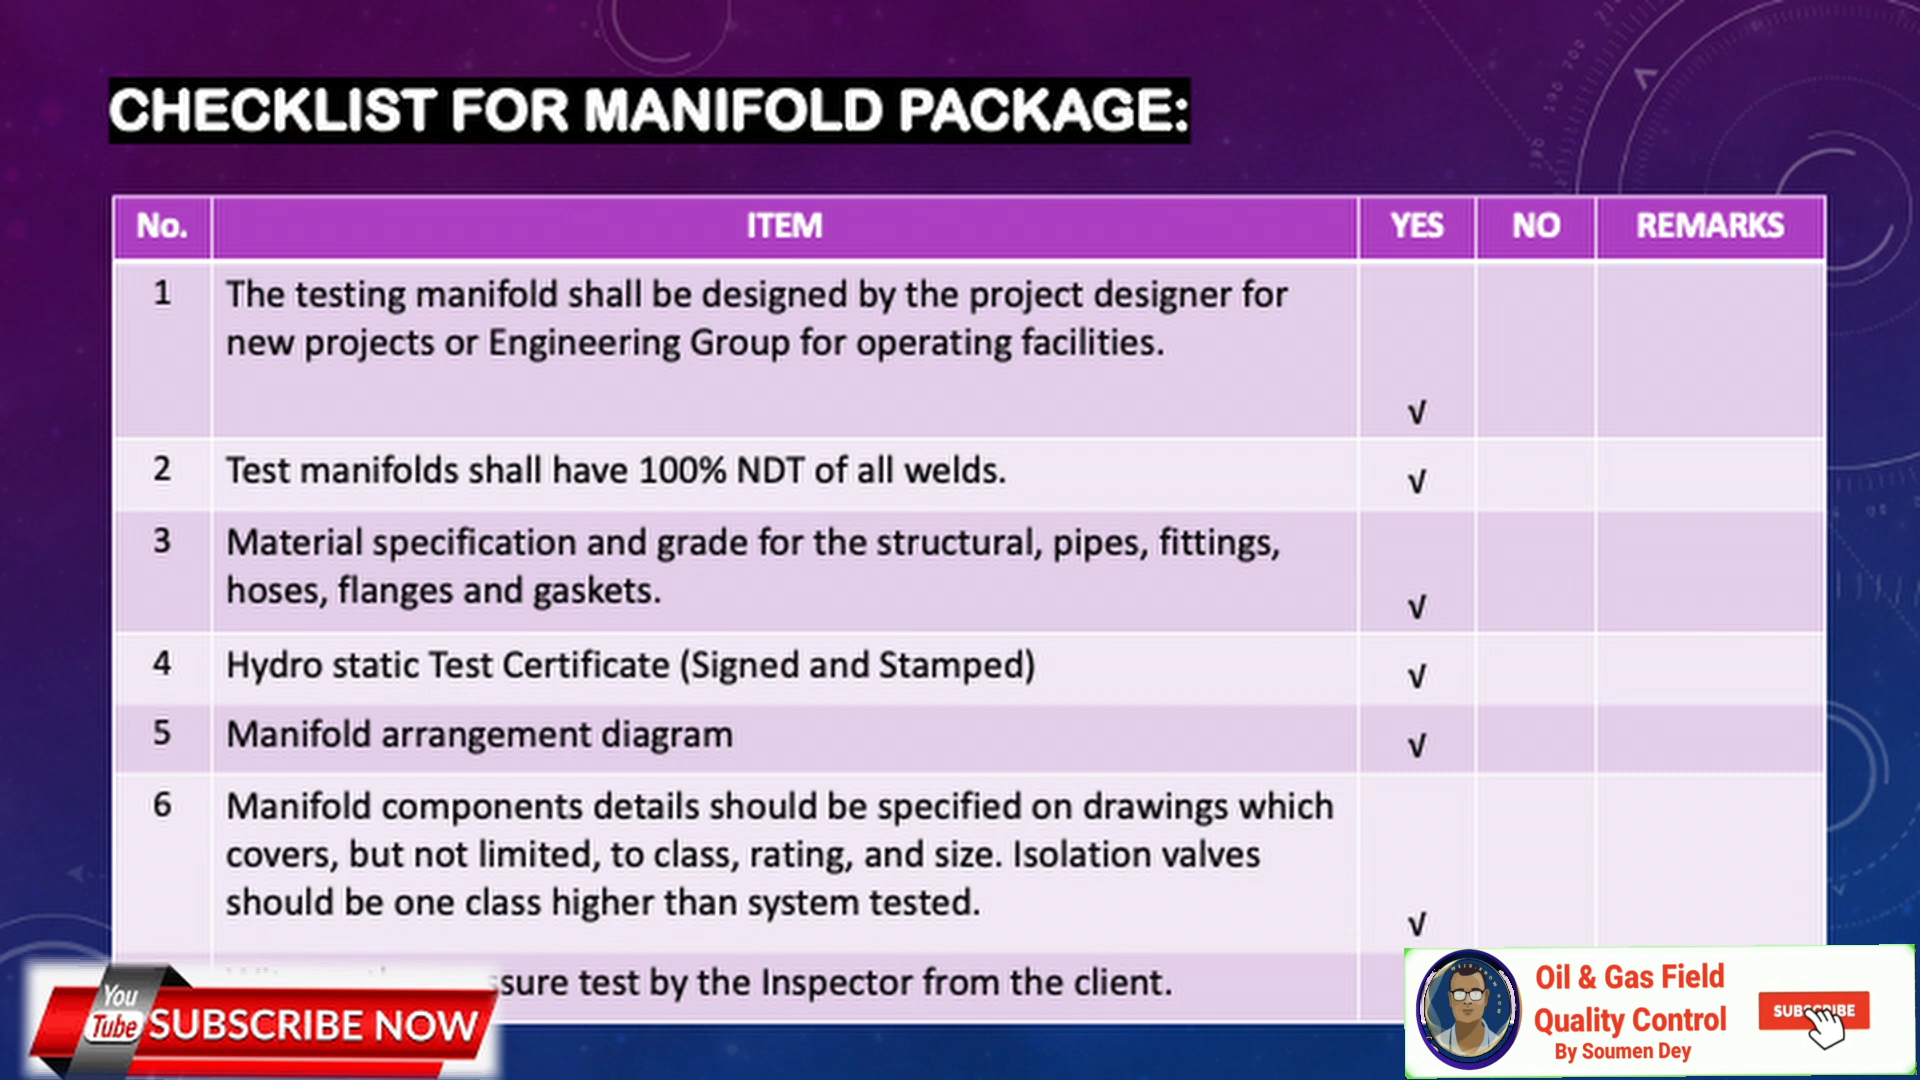 CHECKLIST FOR MANIFOLD PACKAGE:
No. ITEM YES NO REMARKS
1 The testing manifold shall be designed by the project designer for
new projects or Engineering Group for operating facilities.
√
2 Test manifolds shall have 100% NDT of all welds. √
3 Material specification and grade for the structural, pipes, fittings,
hoses, flanges and gaskets.
√
4 Hydro static Test Certificate (Signed and Stamped) √
5 Manifold arrangement diagram √
6 Manifold components details should be specified on drawings which
covers, but not limited, to class, rating, and size. Isolation valves
should be one class higher than system tested.
√
test by the Inspector from the client.
You
Tube SUBSCRIBE NOW
Oil & Gas Field
Quality Control
By Soumen Dey
SUBSCRIBE